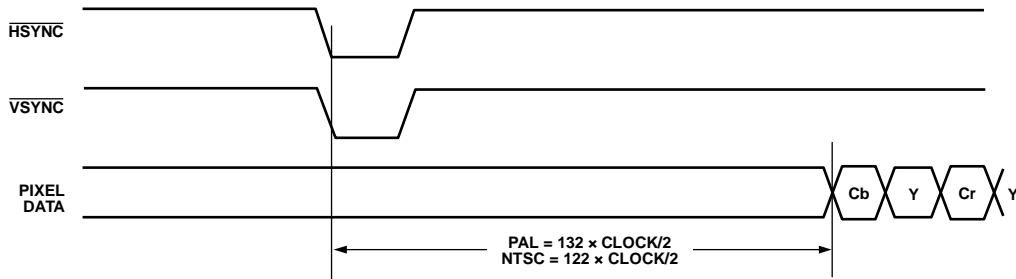 HSYNC
VSYNC
PIXEL
DATA
Cb Y Cr Y
PAL = 132 × CLOCK/2
NTSC = 122 × CLOCK/2